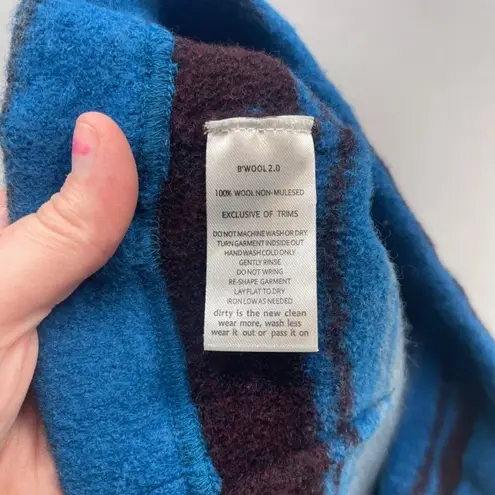 B'WOOL 2.0
100% WOOL NON-MULESED
EXCLUSIVE OF TRIMS
DO NOT MACHINE WASH OR DRY
TURN GARMENT INDSIDE OUT
HAND WASH COLD ONLY
GENTLY RINSE
DO NOT WRING
RE-SHAPE GARMENT
LAY FLAT TO DRY
IRON LOW AS NEEDED
dirty is the new clean
wear more, wash less
wear it out or pass it on